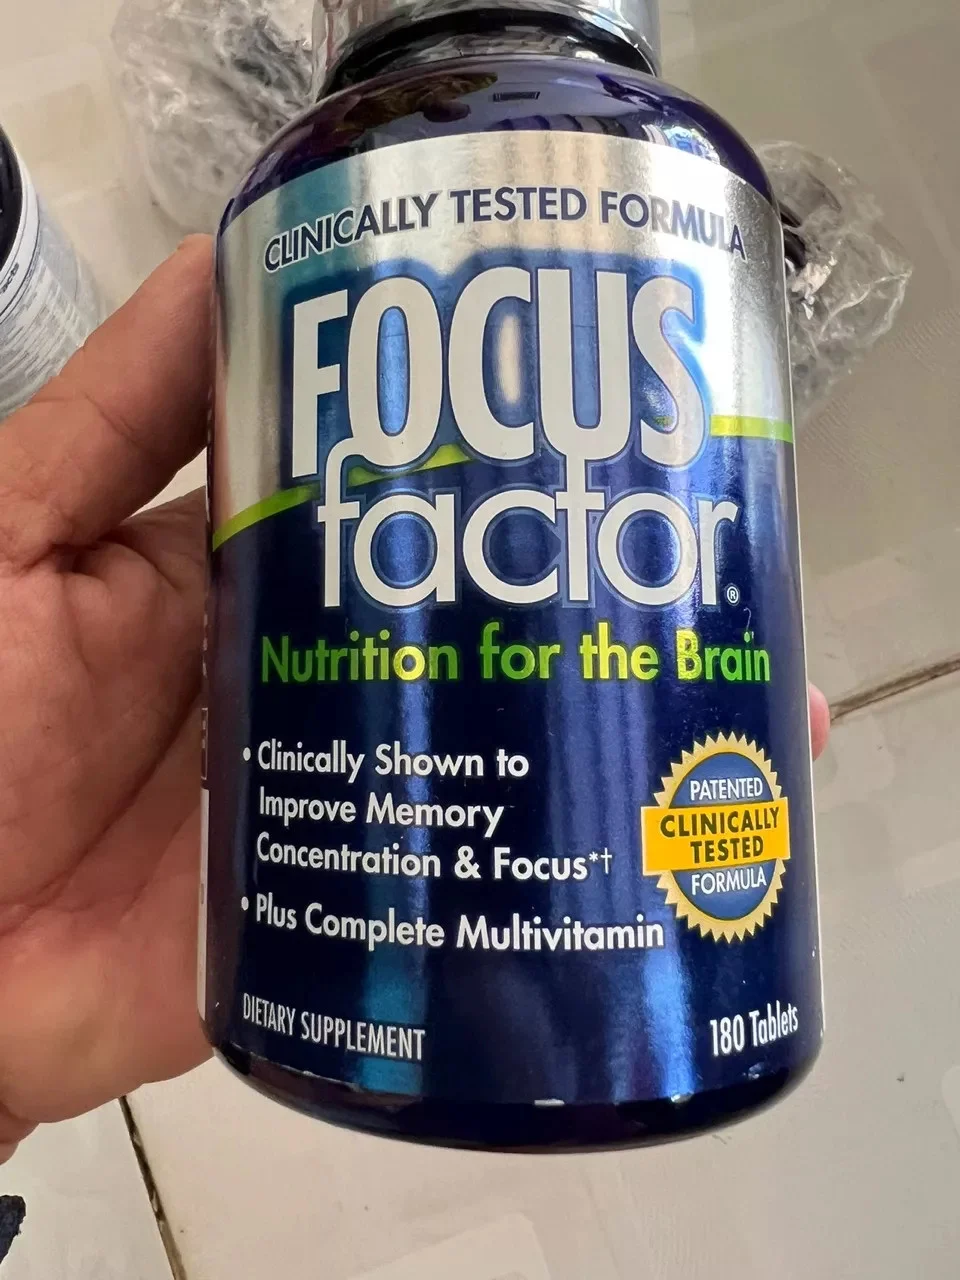 CLINICALLY TESTED FORMULA
FOCUS
factor®
Nutrition for the Brain
• Clinically Shown to
Improve Memory
Concentration & Focus*†
• Plus Complete Multivitamin
PATENTED
CLINICALLY
TESTED
FORMULA
DIETARY SUPPLEMENT
180 Tablets